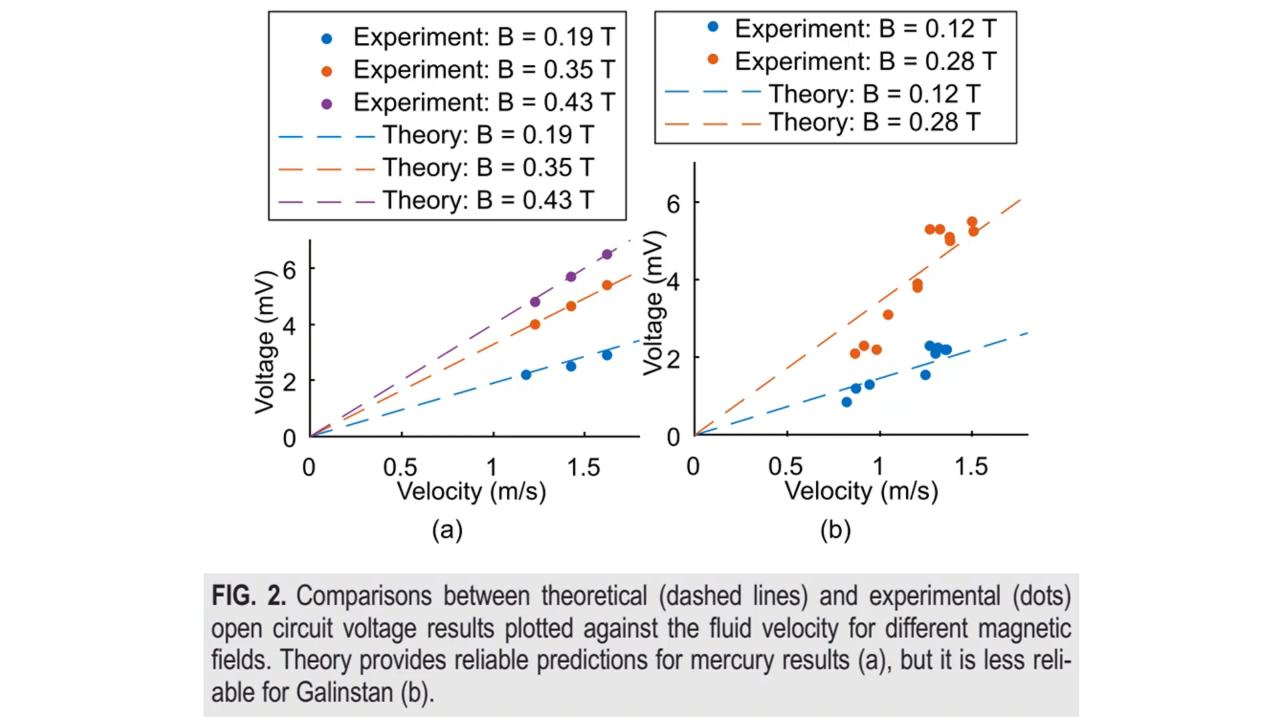 Experiment: B = 0.19 T
Experiment: B = 0.35 T
Experiment: B = 0.43 T
Theory: B = 0.19 T
Theory: B = 0.35 T
Theory: B = 0.43 T
Voltage (mV)
6
4
2
0
0 0.5 1 1.5
Velocity (m/s)
(a)
Experiment: B = 0.12 T
Experiment: B = 0.28 T
Theory: B = 0.12 T
Theory: B = 0.28 T
Voltage (mV)
6
4
2
0
0 0.5 1 1.5
Velocity (m/s)
(b)
FIG. 2. Comparisons between theoretical (dashed lines) and experimental (dots)
open circuit voltage results plotted against the fluid velocity for different magnetic
fields. Theory provides reliable predictions for mercury results (a), but it is less reli-
able for Galinstan (b).